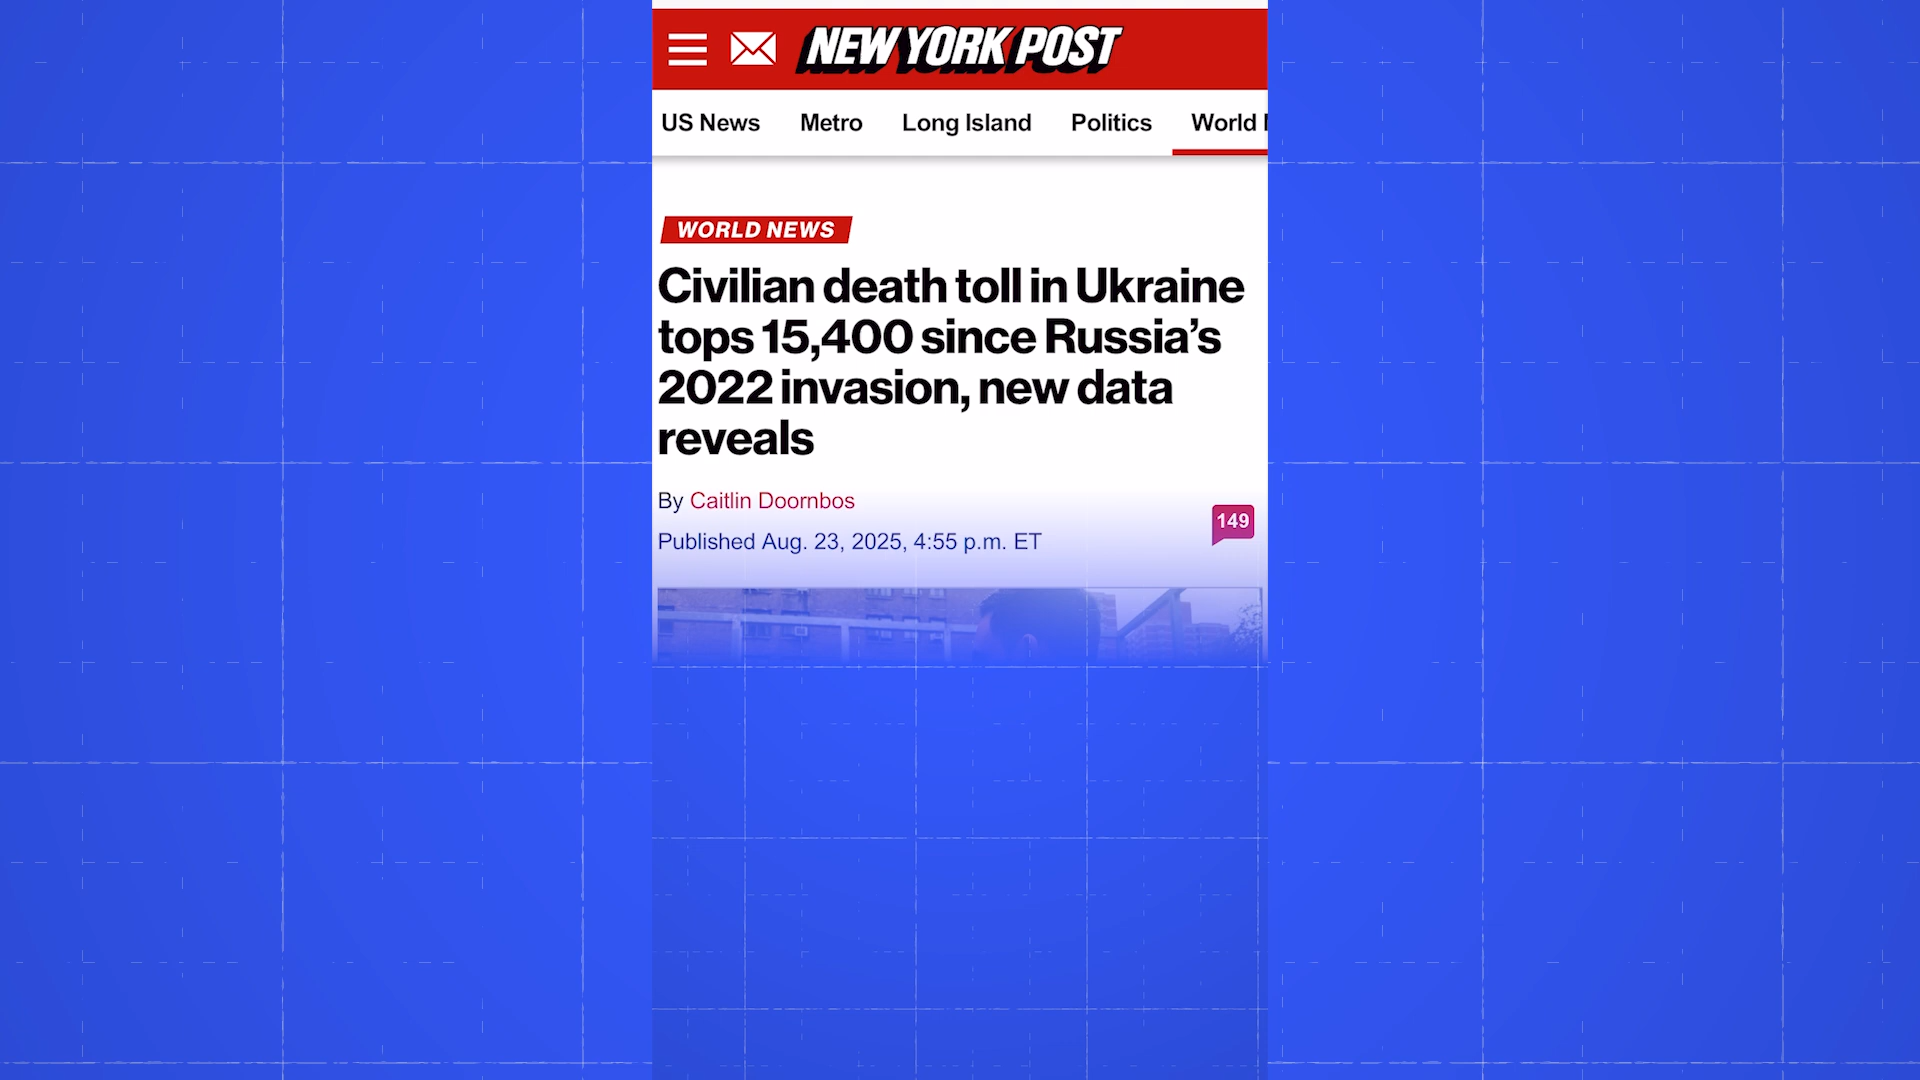 NEW YORK POST
US News Metro Long Island Politics World
WORLD NEWS
Civilian death toll in Ukraine
tops 15,400 since Russia’s
2022 invasion, new data
reveals
By Caitlin Doornbos
149
Published Aug. 23, 2025, 4:55 p.m. ET